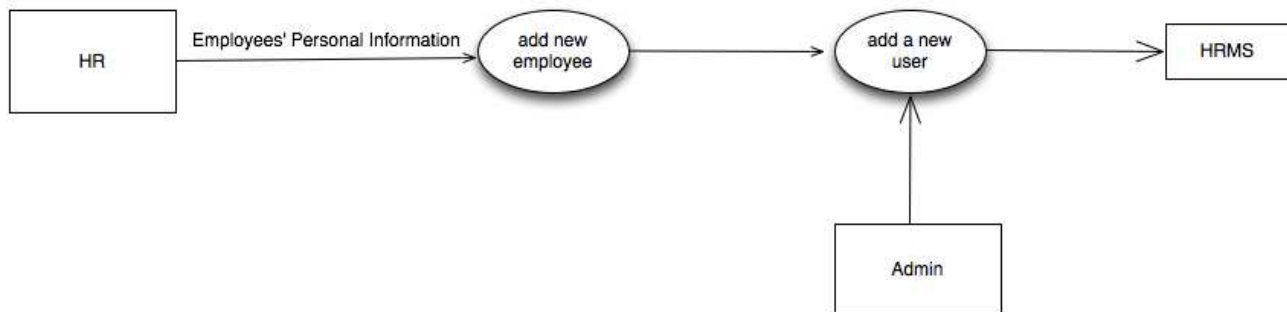 HR
Employees' Personal Information
add new
employee
add a new
user
HRMS
Admin